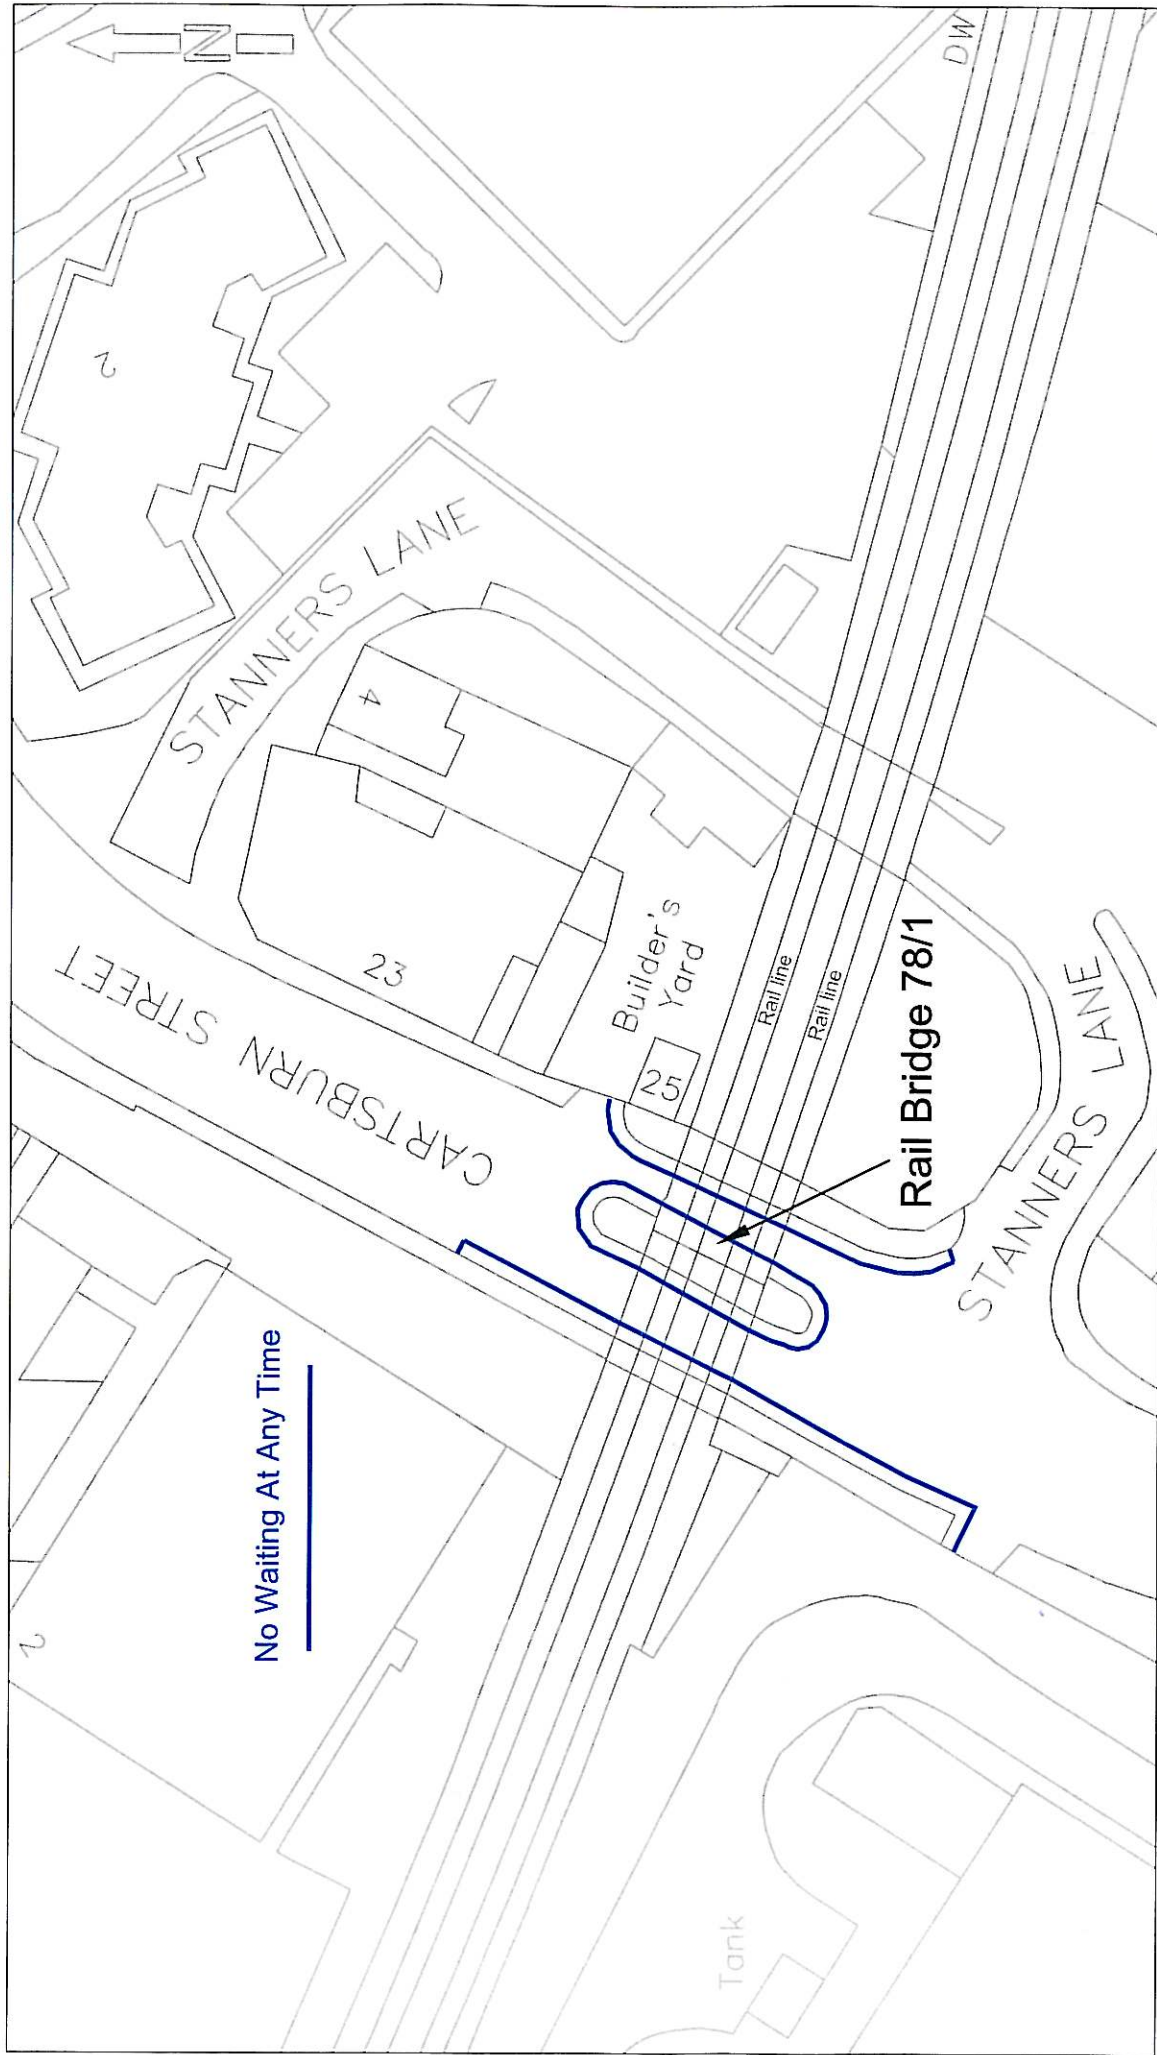 N
DW
2
STANNERS LANE
4
23
CARTSBURN STREET
Builder's
Yard
25
Rail line
Rail line
Rail Bridge 78/1
STANNERS LANE
No Waiting At Any Time
2
Tank